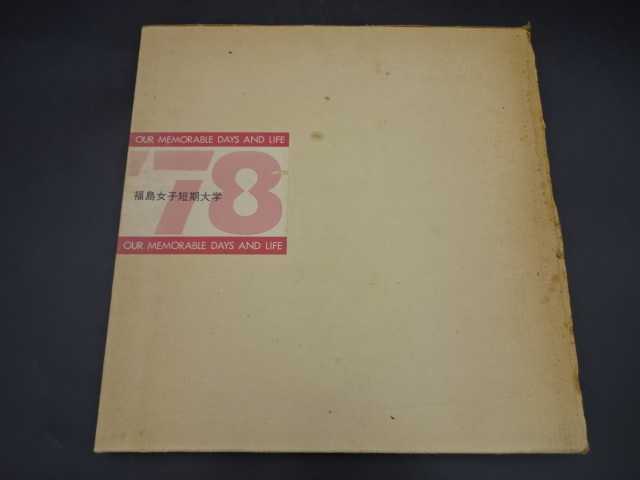 OUR MEMORABLE DAYS AND LIFE
'78
福島女子短期大学
OUR MEMORABLE DAYS AND LIFE